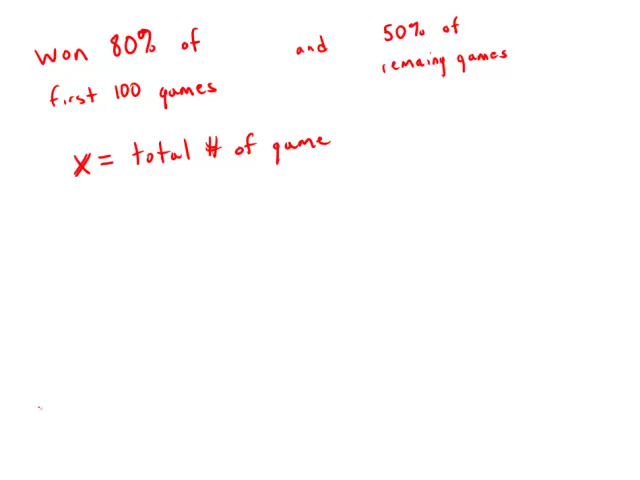 Won 80% of
first 100 games
and
50% of
remaing games
x = total # of game